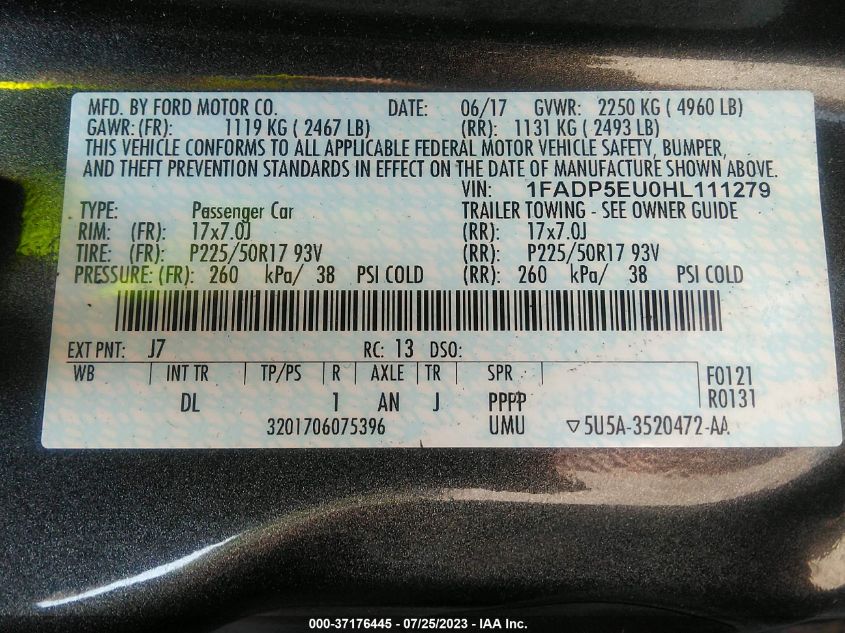 MFD. BY FORD MOTOR CO. DATE: 06/17 GVWR: 2250 KG ( 4960 LB)
GAWR:(FR): 1119 KG ( 2467 LB) (RR): 1131 KG ( 2493 LB)
THIS VEHICLE CONFORMS TO ALL APPLICABLE FEDERAL MOTOR VEHICLE SAFETY, BUMPER,
AND THEFT PREVENTION STANDARDS IN EFFECT ON THE DATE OF MANUFACTURE SHOWN ABOVE.
VIN: 1FADP5EU0HL111279
TYPE: Passenger Car TRAILER TOWING - SEE OWNER GUIDE
RIM: (FR): 17x7.0J (RR): 17x7.0J
TIRE: (FR): P225/50R17 93V (RR): P225/50R17 93V
PRESSURE: (FR): 260 kPa/ 38 PSI COLD (RR): 260 kPa/ 38 PSI COLD
EXT PNT: J7 RC: 13 DSO:
WB INT TR TP/PS R AXLE TR SPR F0121
DL 1 AN J PPPP R0131
3201706075396 UMU ▽5U5A-3520472-AA
000-37176445 - 07/25/2023 - IAA Inc.